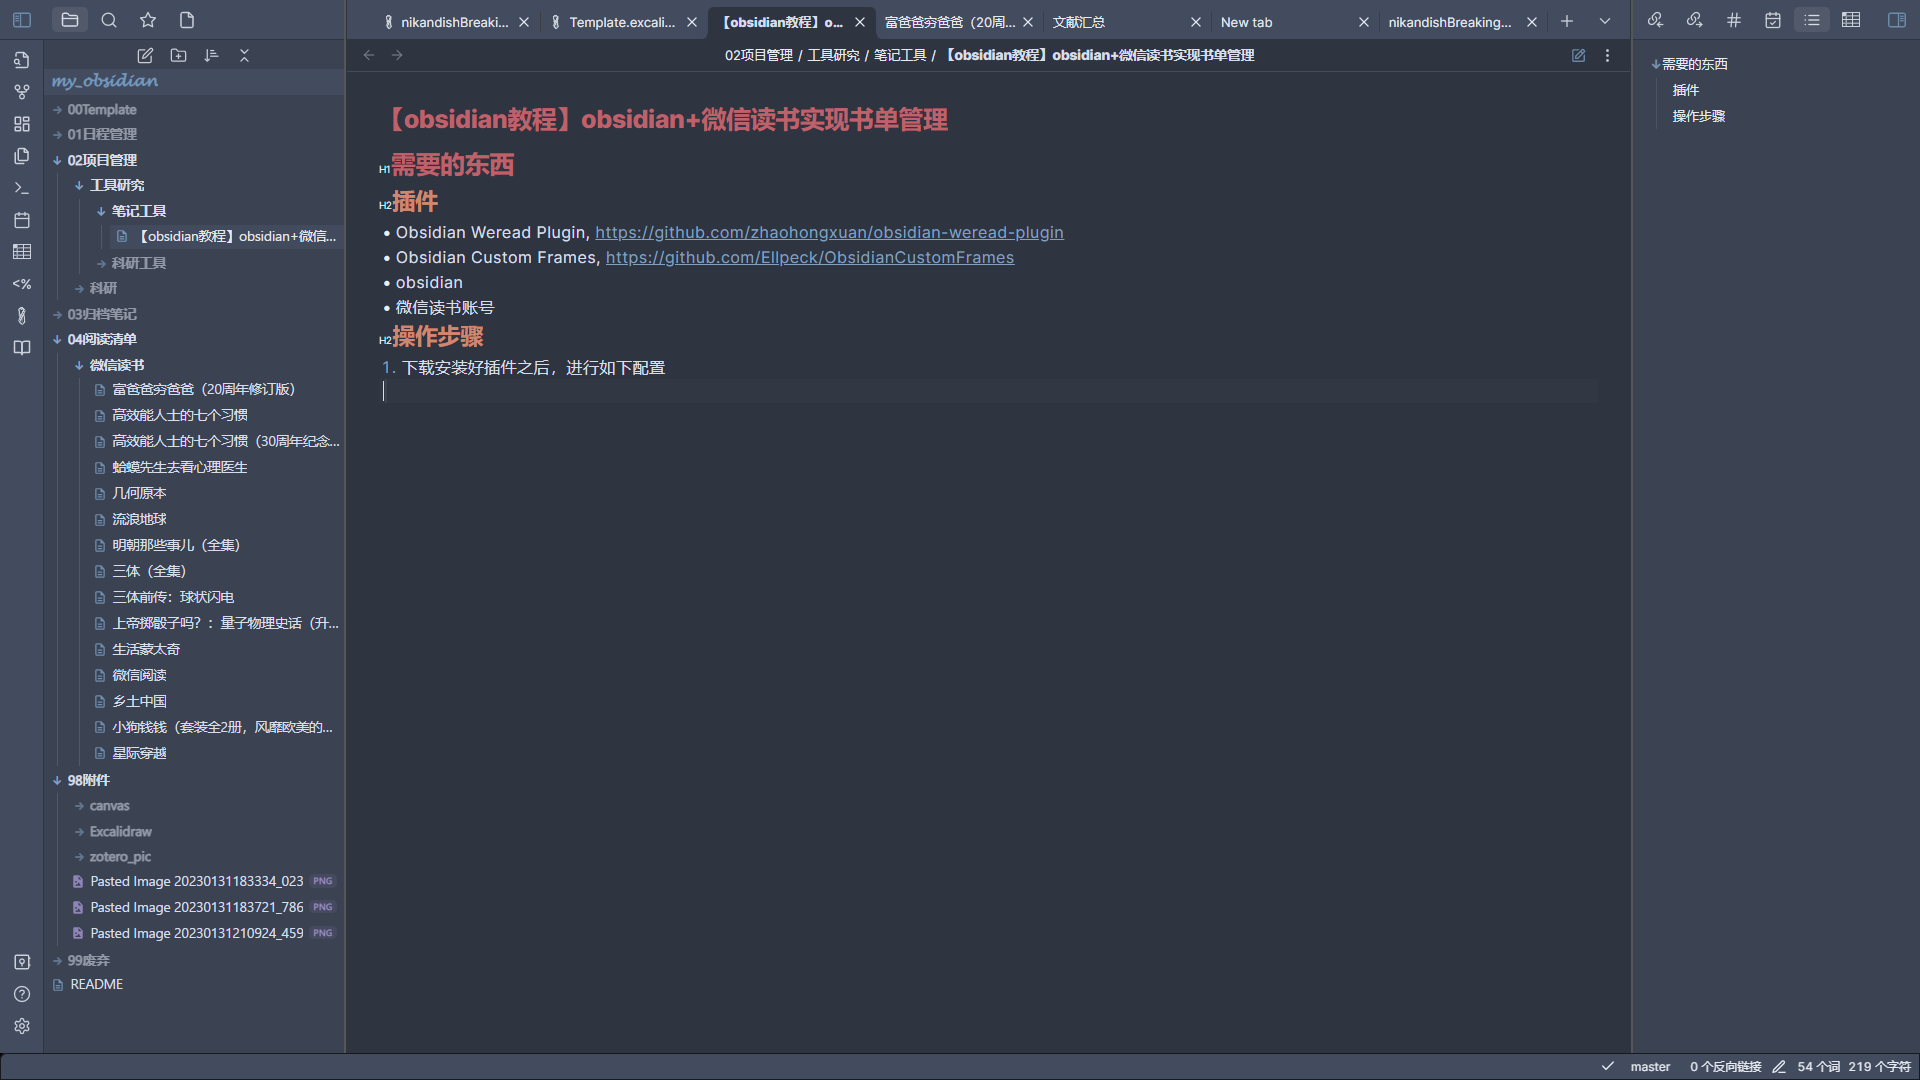 nikandishBreaki...
Template.excali...
【obsidian教程】o...
富爸爸穷爸爸（20周...
文献汇总
New tab
nikandishBreaking...
my_obsidian
00Template
01日程管理
02项目管理
工具研究
笔记工具
【obsidian教程】obsidian+微信...
科研工具
科研
03归档笔记
04阅读清单
微信读书
富爸爸穷爸爸（20周年修订版）
高效能人士的七个习惯
高效能人士的七个习惯（30周年纪念...
蛤蟆先生去看心理医生
几何原本
流浪地球
明朝那些事儿（全集）
三体（全集）
三体前传：球状闪电
上帝掷骰子吗？：量子物理史话（升...
生活蒙太奇
微信阅读
乡土中国
小狗钱钱（套装全2册，风靡欧美的...
星际穿越
98附件
canvas
Excalidraw
zotero_pic
Pasted Image 20230131183334_023 PNG
Pasted Image 20230131183721_786 PNG
Pasted Image 20230131210924_459 PNG
99废弃
README
<%
02项目管理 / 工具研究 / 笔记工具 / 【obsidian教程】obsidian+微信读书实现书单管理
【obsidian教程】obsidian+微信读书实现书单管理
H1 需要的东西
H2 插件
• Obsidian Weread Plugin, https://github.com/zhaohongxuan/obsidian-weread-plugin
• Obsidian Custom Frames, https://github.com/Ellpeck/ObsidianCustomFrames
• obsidian
• 微信读书账号
H2 操作步骤
1. 下载安装好插件之后，进行如下配置
需要的东西
插件
操作步骤
master 0 个反向链接 54 个词 219 个字符